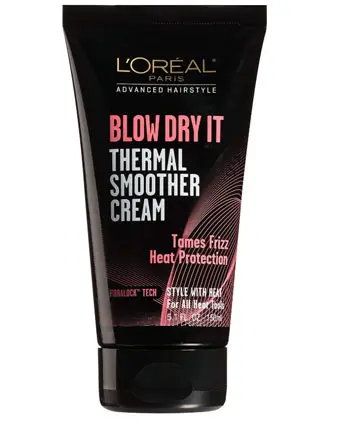 L'ORÉAL
PARIS
ADVANCED HAIRSTYLE
BLOW DRY IT
THERMAL
SMOOTHER
CREAM
Tames Frizz
Heat Protection
TECH
STYLE WITH HEAT
For All Heat Tools
5.1 FL. OZ. 150ml